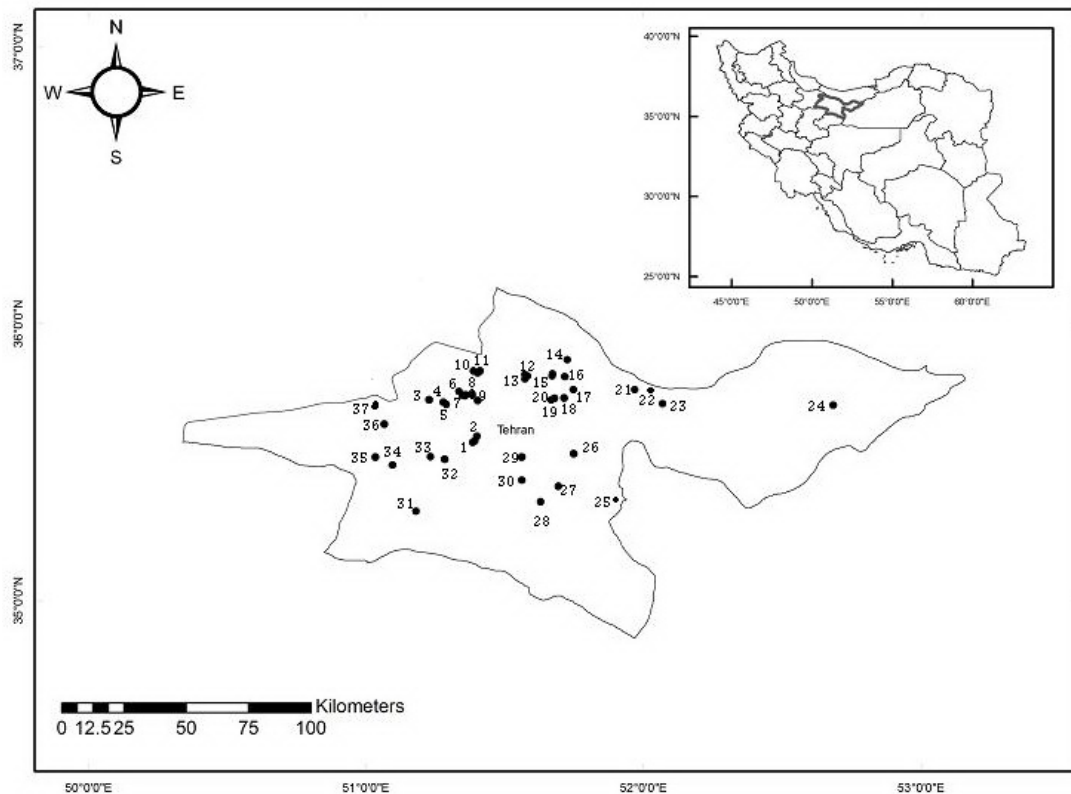 N
W E
S
37°0'0"N
36°0'0"N
35°0'0"N
40°0'0"N
35°0'0"N
30°0'0"N
25°0'0"N
45°0'0"E 50°0'0"E 55°0'0"E 60°0'0"E
14
10 11
12
13 15 16
6 8
3 4 7 9
5
20 17
19 18
21 22 23
24
37
36
2
Tehran
1
35 34 33
32
29 26
30 27
25
31
28
Kilometers
0 12.5 25 50 75 100
50°0'0"E 51°0'0"E 52°0'0"E 53°0'0"E